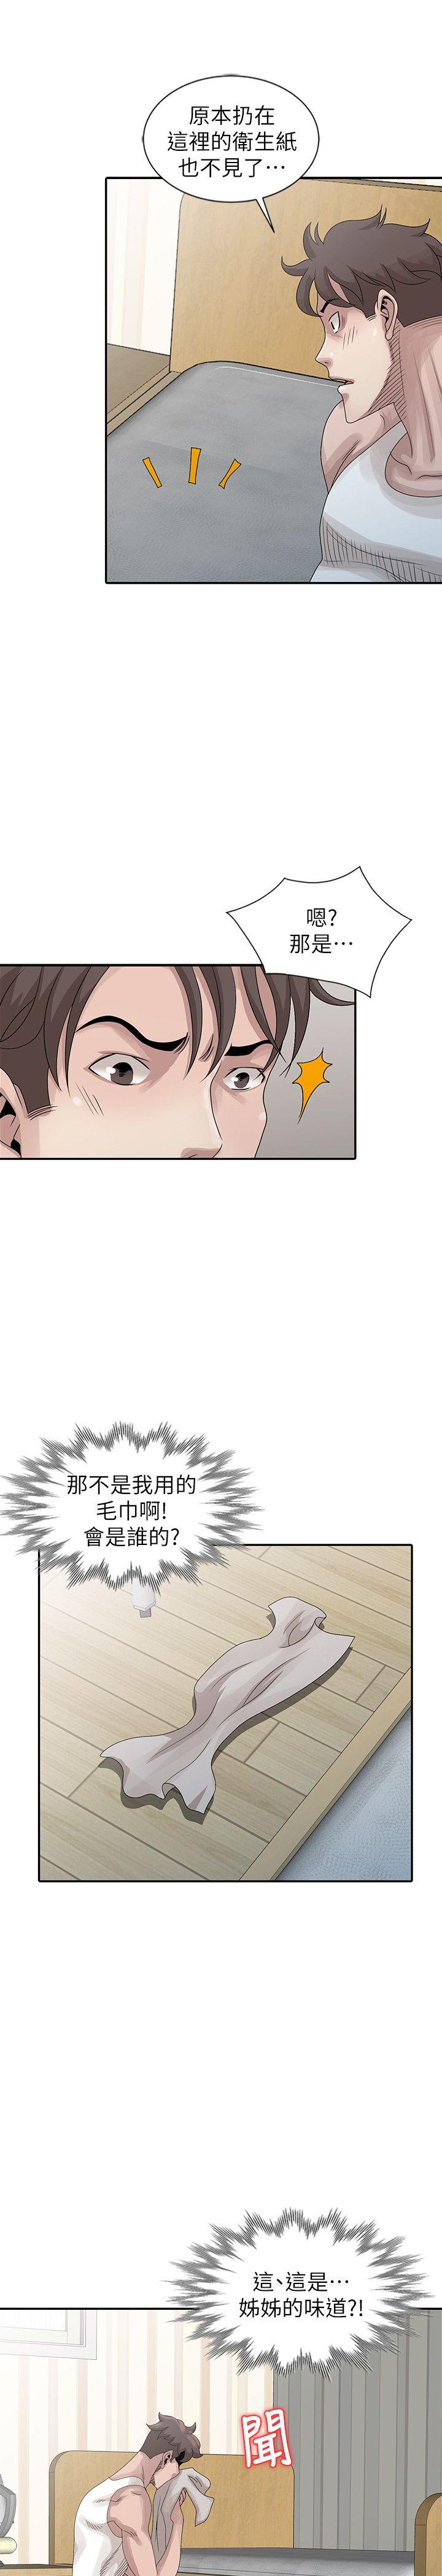 原本扔在
這裡的衛生紙
也不見了…
嗯?
那是…
那不是我用的
毛巾啊!
會是誰的?
這、這是…
姊姊的味道?!
聞